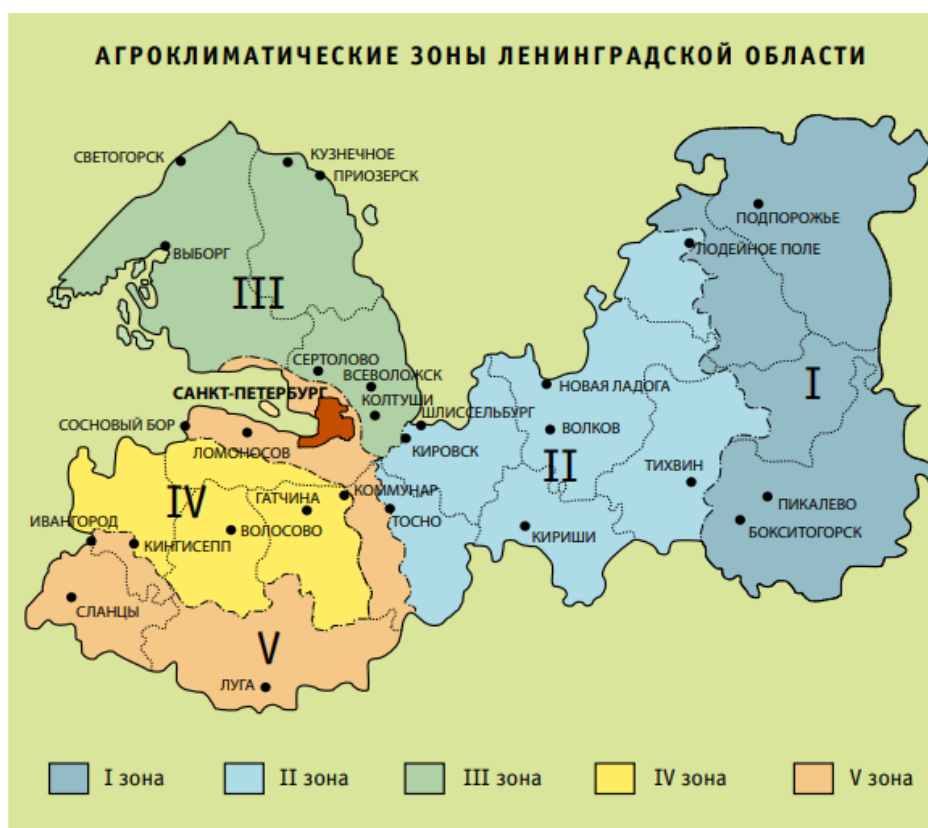 АГРОКЛИМАТИЧЕСКИЕ ЗОНЫ ЛЕНИНГРАДСКОЙ ОБЛАСТИ
СВЕТОГОРСК
КУЗНЕЧНОЕ
ПРИОЗЕРСК
ПОДПОРОЖЬЕ
ЛОДЕЙНОЕ ПОЛЕ
ВЫБОРГ
III
СЕРТОЛОВО
ВСЕВОЛОЖСК
I
НОВАЯ ЛАДОГА
САНКТ-ПЕТЕРБУРГ
КОЛТУШИ
ШЛИССЕЛЬБУРГ
СОСНОВЫЙ БОР
ВОЛКОВ
ЛОМОНОСОВ
КИРОВСК
II
ТИХВИН
IV
ГАТЧИНА
КОММУНАР
ПИКАЛЕВО
ИВАНГОРОД
ТОСНО
КИНГИСЕПП
ВОЛОСОВО
КИРИШИ
БОКСИТОГОРСК
СЛАНЦЫ
V
ЛУГА
I зона
II зона
III зона
IV зона
V зона